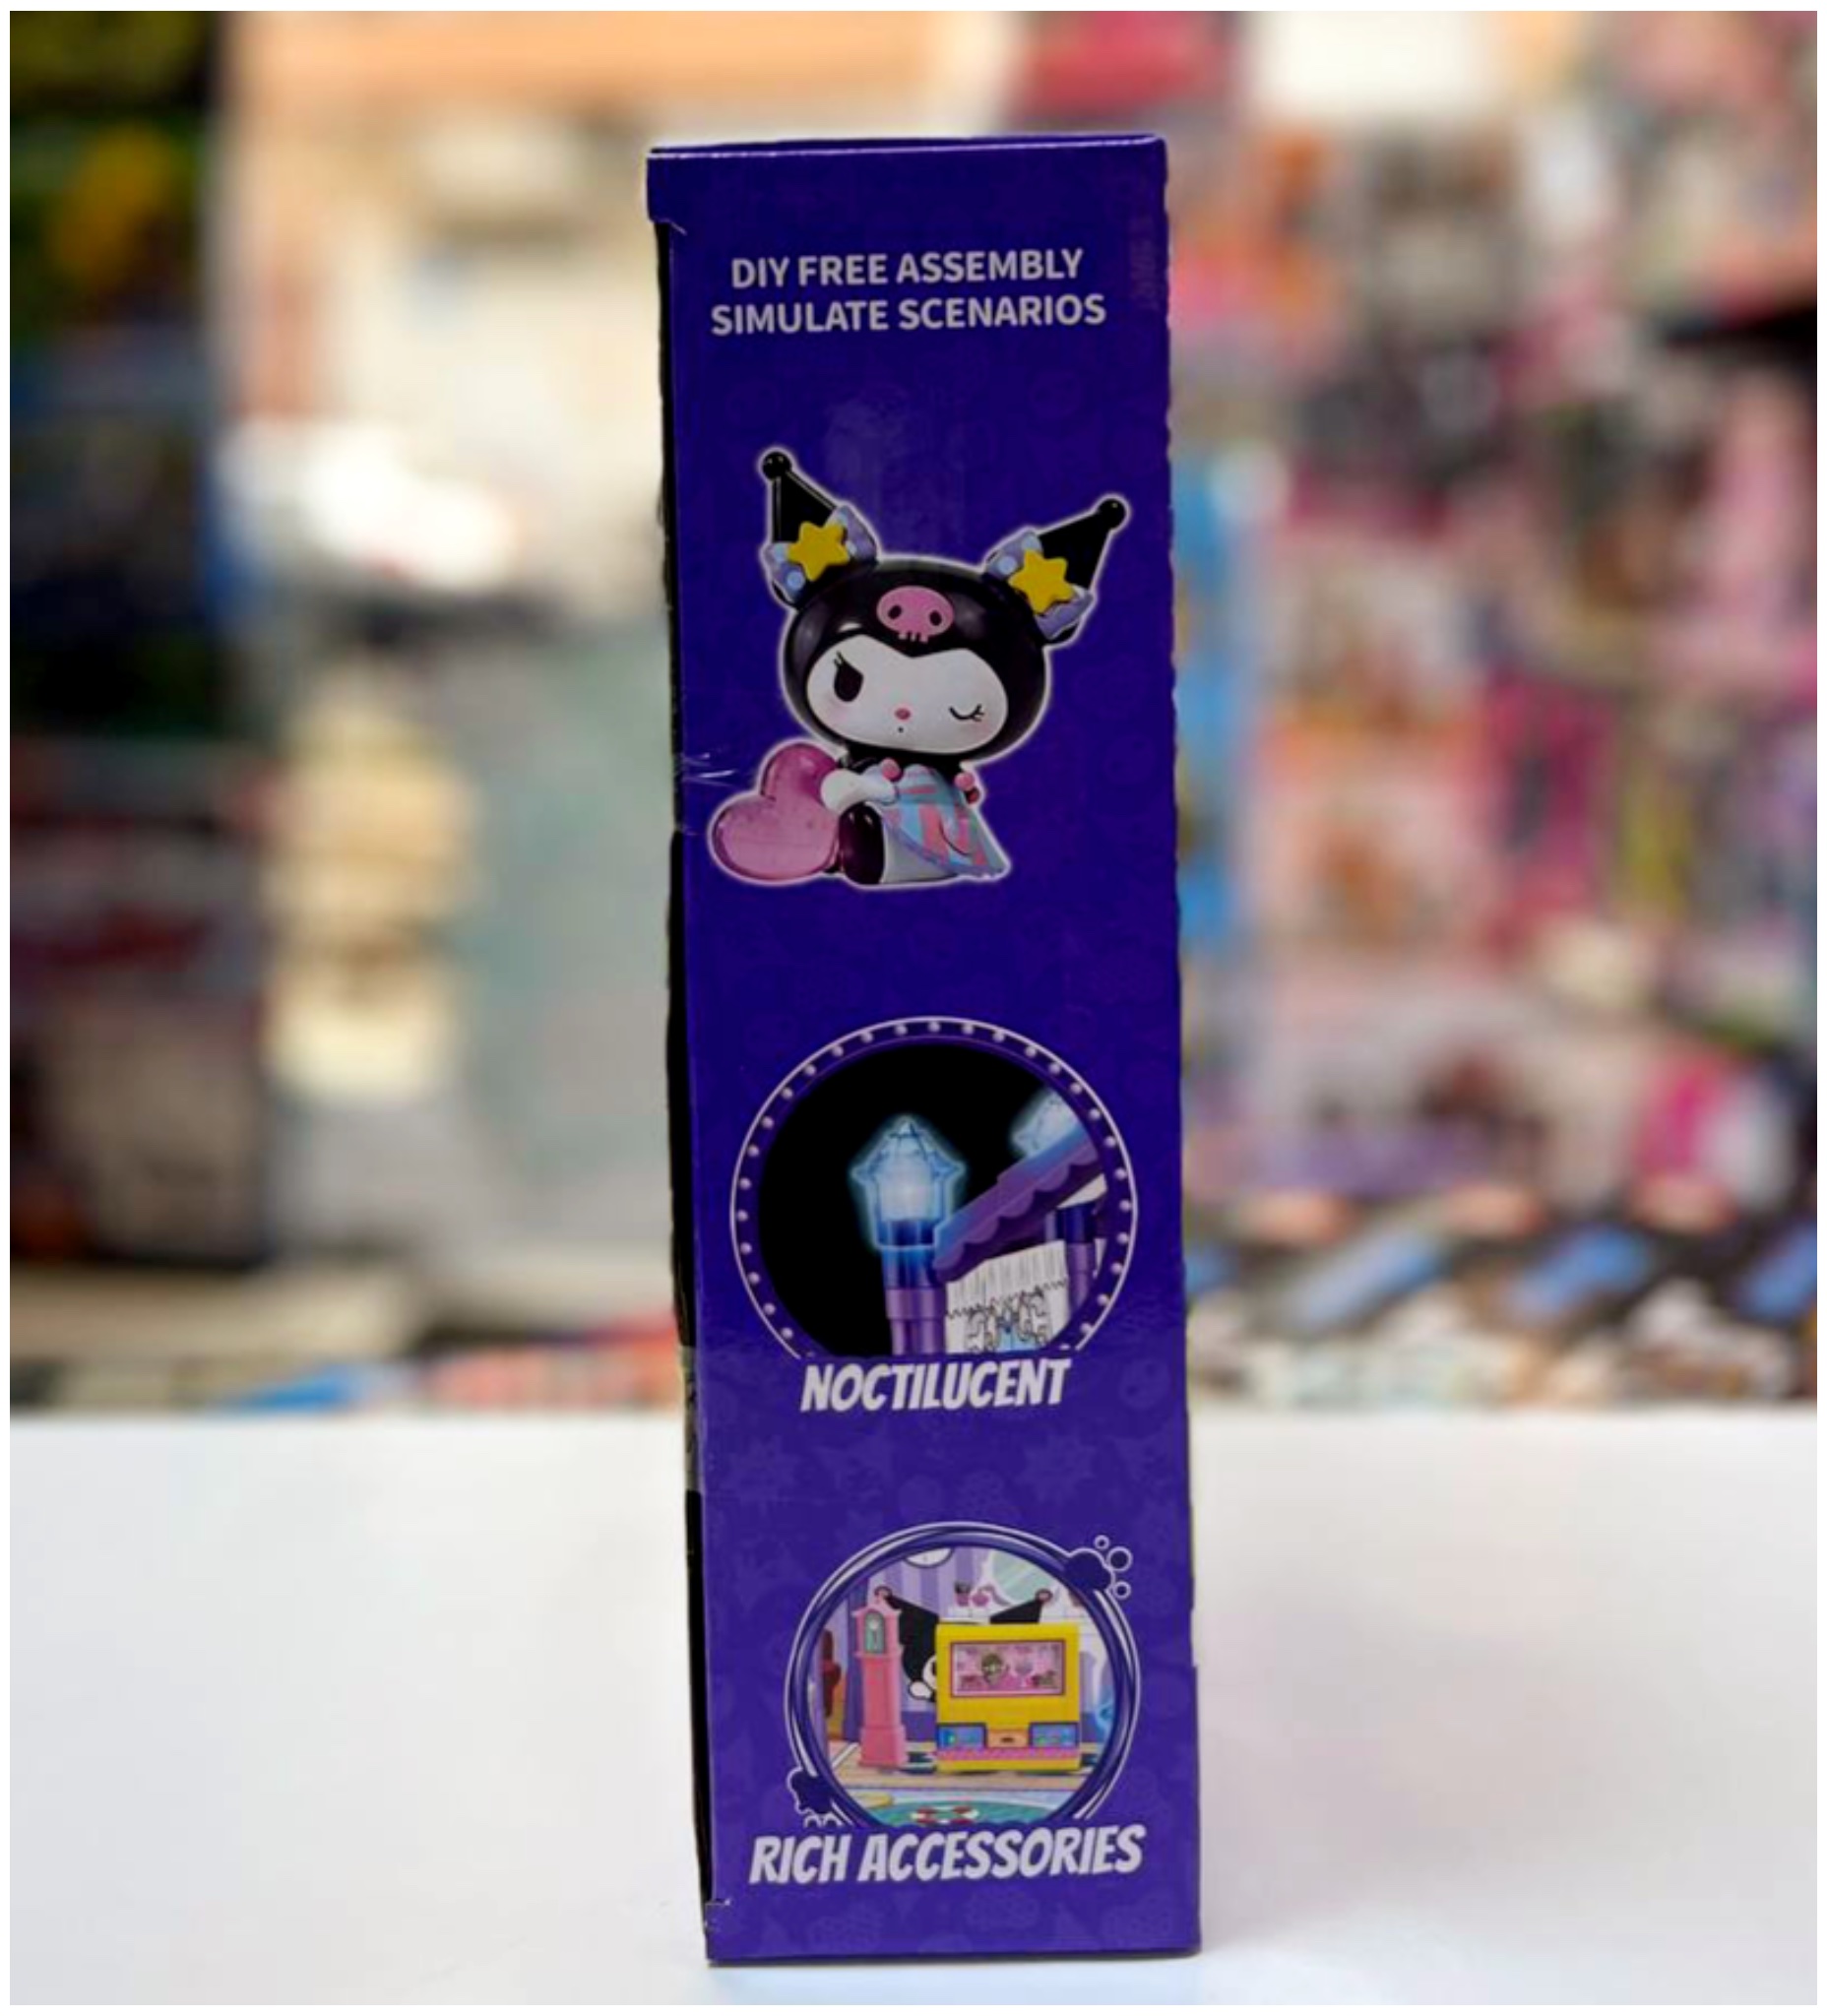 DIY FREE ASSEMBLY
SIMULATE SCENARIOS
NOCTILUCENT
RICH ACCESSORIES